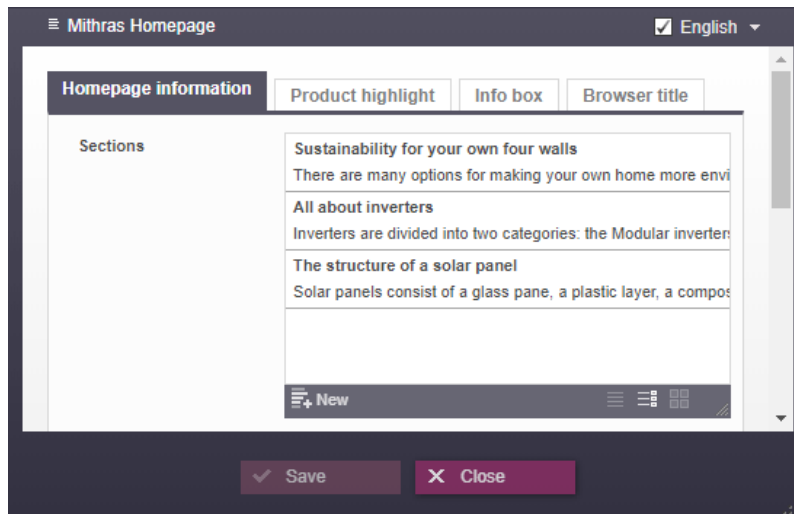 Mithras Homepage
English
Homepage information
Product highlight
Info box
Browser title
Sections
Sustainability for your own four walls
There are many options for making your own home more envi
All about inverters
Inverters are divided into two categories: the Modular inverter
The structure of a solar panel
Solar panels consist of a glass pane, a plastic layer, a compos
New
Save
Close